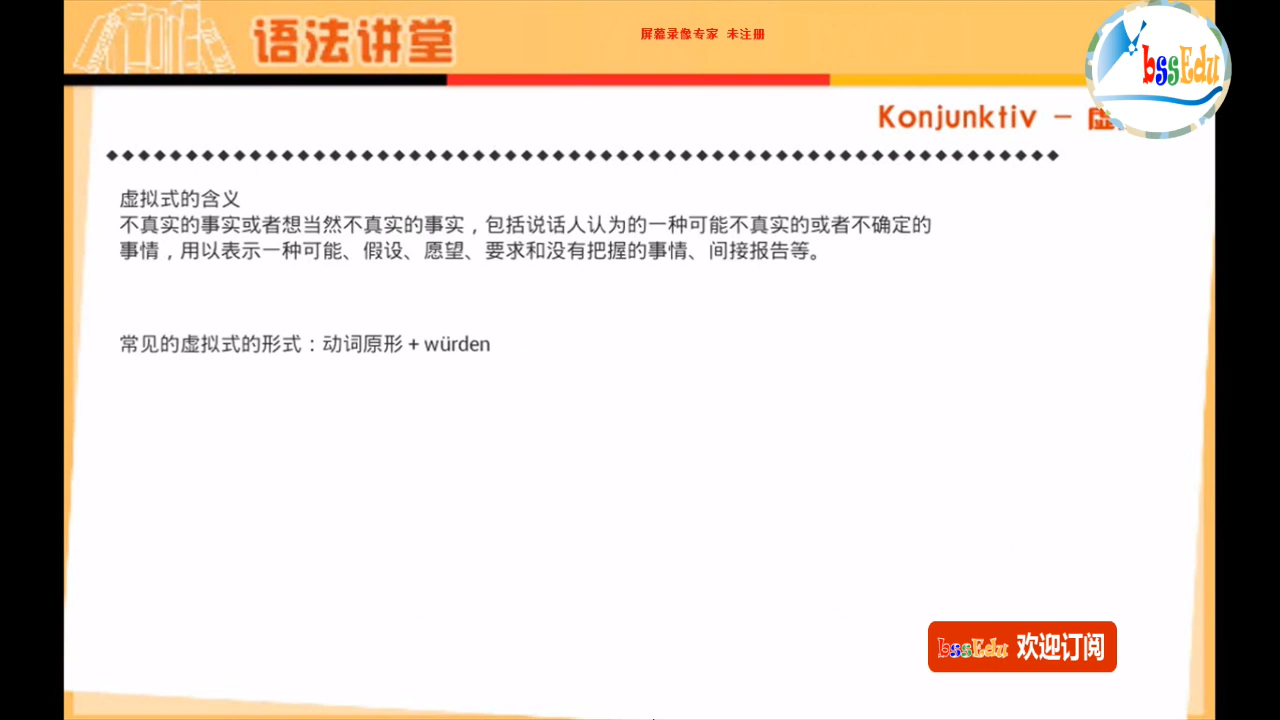 语法讲堂
屏幕录像专家 未注册
bssEdu
Konjunktiv – 虚
虚拟式的含义
不真实的事实或者想当然不真实的事实，包括说话人认为的一种可能不真实的或者不确定的
事情，用以表示一种可能、假设、愿望、要求和没有把握的事情、间接报告等。
常见的虚拟式的形式：动词原形 + würden
bssEdu 欢迎订阅